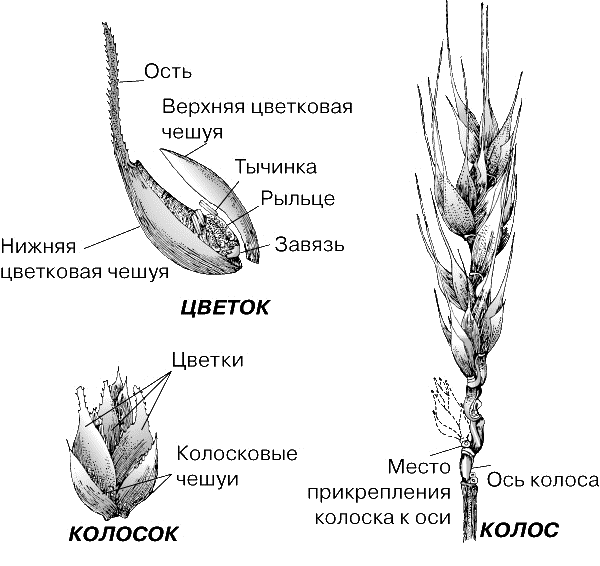 Ость
Верхняя цветковая
чешуя
Тычинка
Рыльце
Завязь
Нижняя
цветковая чешуя
ЦВЕТОК
Цветки
Колосковые
чешуи
КОЛОСОК
Место
прикрепления
колоска к оси
Ось колоса
КОЛОС